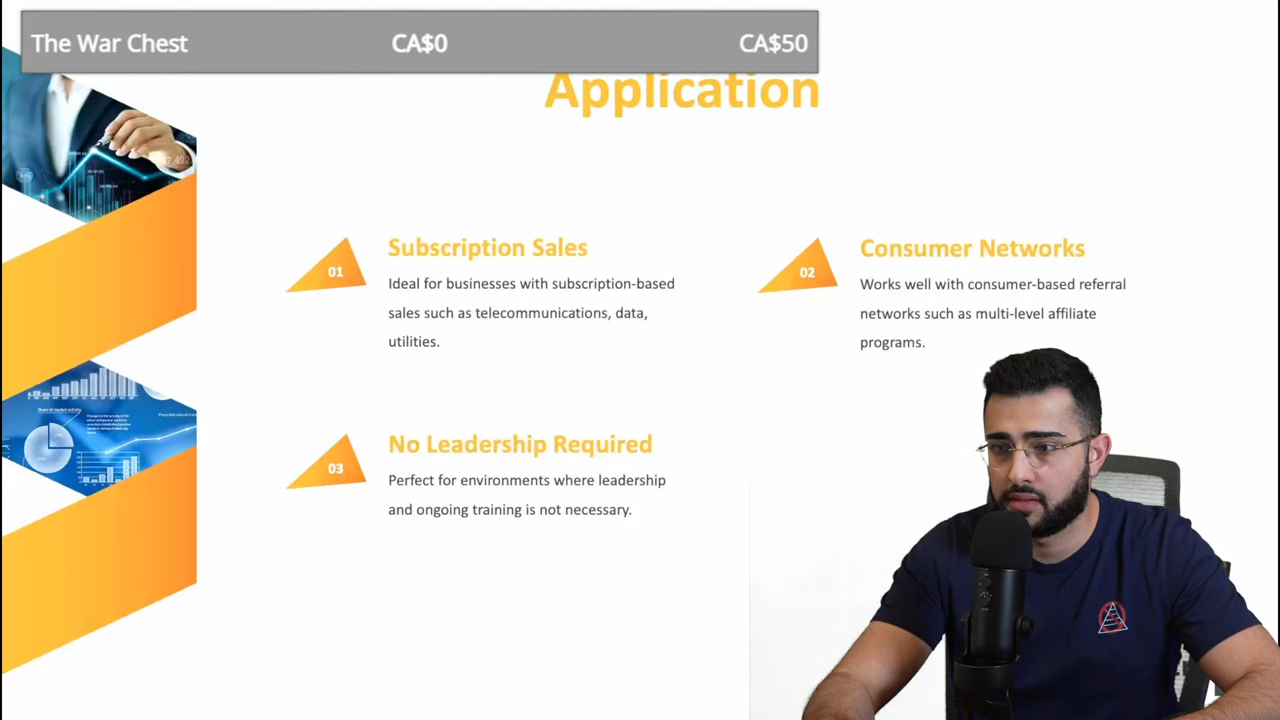 The War Chest CA$0 CA$50
Application
01
Subscription Sales
Ideal for businesses with subscription-based
sales such as telecommunications, data,
utilities.
02
Consumer Networks
Works well with consumer-based referral
networks such as multi-level affiliate
programs.
03
No Leadership Required
Perfect for environments where leadership
and ongoing training is not necessary.